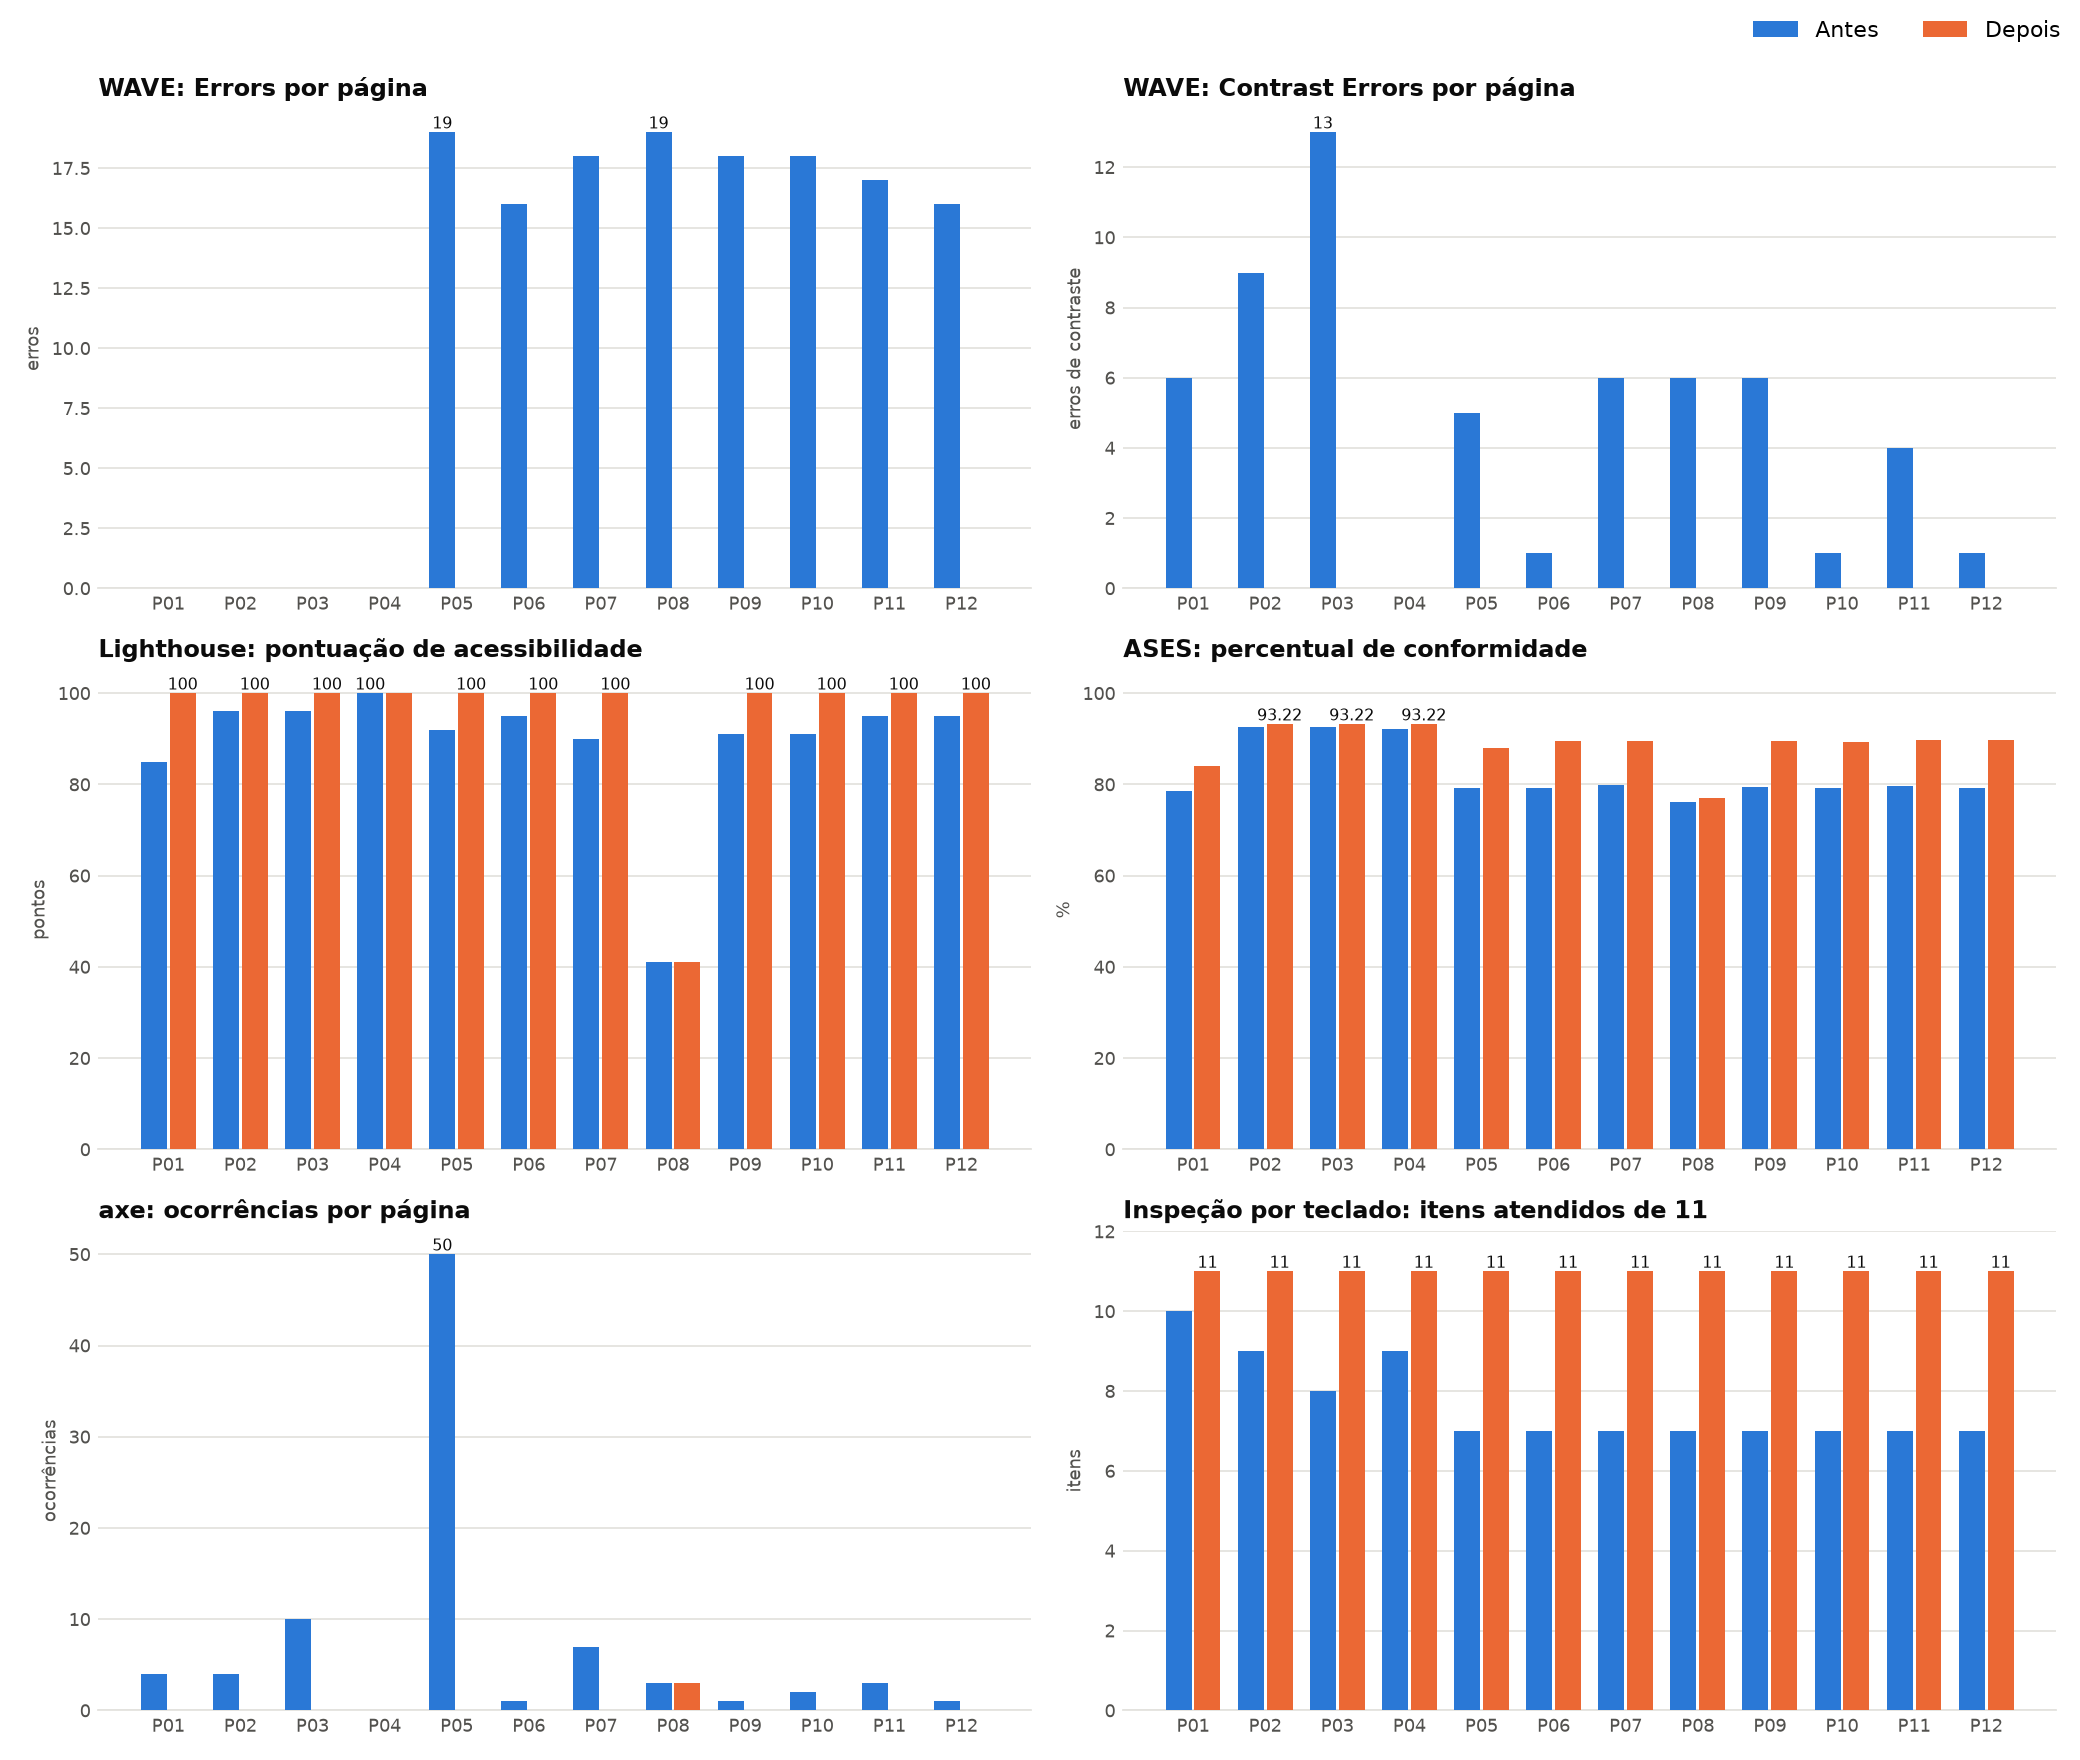 Antes Depois
WAVE: Errors por página
19 19
17.5
15.0
12.5
10.0
7.5
5.0
2.5
0.0
erros
P01 P02 P03 P04 P05 P06 P07 P08 P09 P10 P11 P12
WAVE: Contrast Errors por página
13
12
10
8
6
4
2
0
erros de contraste
P01 P02 P03 P04 P05 P06 P07 P08 P09 P10 P11 P12
Lighthouse: pontuação de acessibilidade
100 100 100 100 100 100 100 100 100 100 100
100
80
60
40
20
0
pontos
P01 P02 P03 P04 P05 P06 P07 P08 P09 P10 P11 P12
ASES: percentual de conformidade
93.22 93.22 93.22
100
80
60
40
20
0
%
P01 P02 P03 P04 P05 P06 P07 P08 P09 P10 P11 P12
axe: ocorrências por página
50
50
40
30
20
10
0
ocorrências
P01 P02 P03 P04 P05 P06 P07 P08 P09 P10 P11 P12
Inspeção por teclado: itens atendidos de 11
11 11 11 11 11 11 11 11 11 11 11 11
12
10
8
6
4
2
0
itens
P01 P02 P03 P04 P05 P06 P07 P08 P09 P10 P11 P12